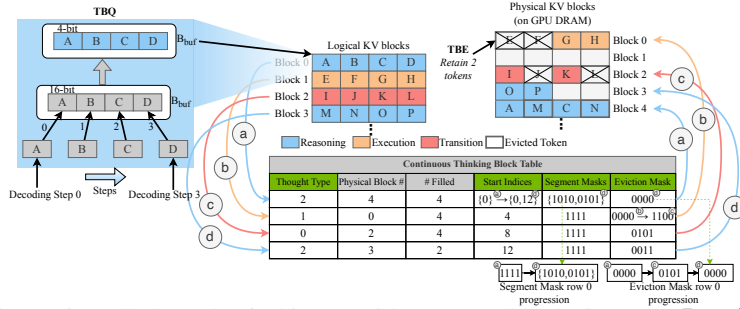 TBQ
4-bit
A B C D
B_buf
16-bit
A B C D
B_buf
0 1 2 3
A B C D
Steps
Decoding Step 0
Decoding Step 3
Logical KV blocks
Block 0 A B C D
Block 1 E F G H
Block 2 I J K L
Block 3 M N O P
a
b
c
d
TBE
Retain 2
tokens
Physical KV blocks
(on GPU DRAM)
E F G H Block 0
Block 1
I J K L Block 2
O P Block 3
A M C N Block 4
c
b
a
d
Reasoning Execution Transition Evicted Token
Continuous Thinking Block Table
Thought Type Physical Block # # Filled Start Indices Segment Masks Eviction Mask
2 4 4 {0} → {0,12} {1010,0101} 0000
1 0 4 4 1111 0000 → 1100
0 2 4 8 1111 0101
2 3 2 12 1111 0011
1111 {1010,0101}
Segment Mask row 0
progression
0000 0101 0000
Eviction Mask row 0
progression